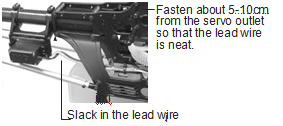 Fasten about 5-10cm
from the servo outlet
so that the lead wire
is neat.
Slack in the lead wire